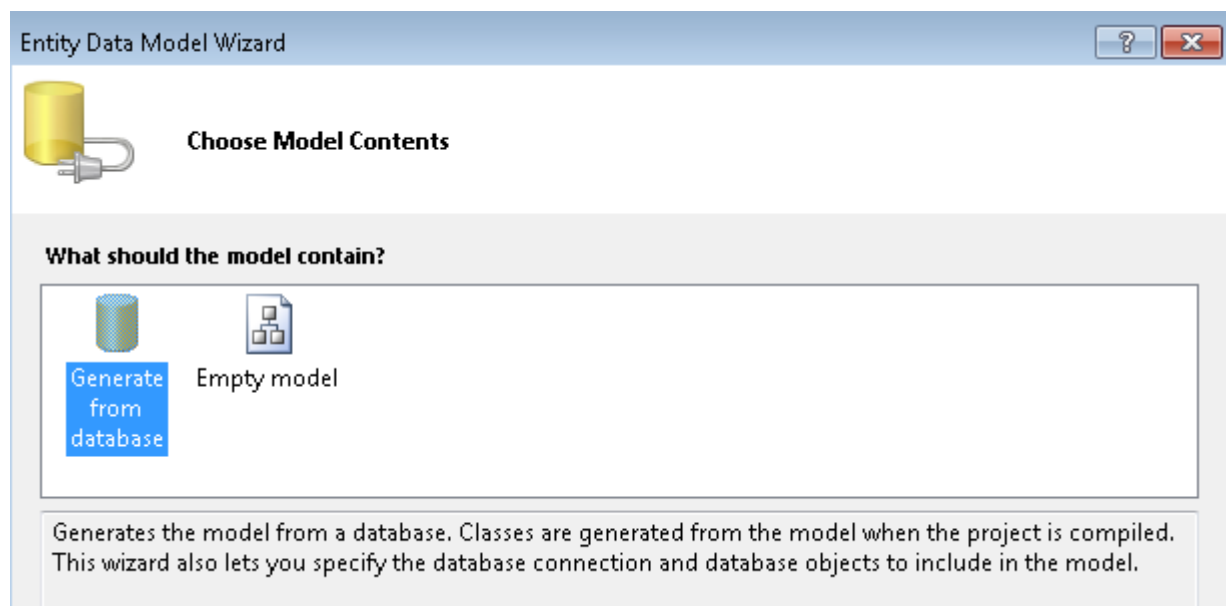 Entity Data Model Wizard
Choose Model Contents
What should the model contain?
Generate
from
database
Empty model
Generates the model from a database. Classes are generated from the model when the project is compiled.
This wizard also lets you specify the database connection and database objects to include in the model.